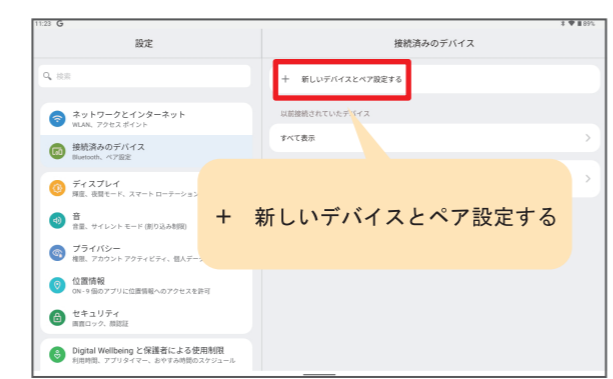 11:23 G
89%
設定
接続済みのデバイス
検索
+ 新しいデバイスとペア設定する
ネットワークとインターネット
WLAN、アクセス ポイント
以前接続されていたデバイス
接続済みのデバイス
Bluetooth、ペア設定
すべて表示
ディスプレイ
輝度、夜間モード、スマート ローテーション
+ 新しいデバイスとペア設定する
音
音量、サイレント モード (割り込み制限)
プライバシー
権限、アカウント アクティビティ、個人データ
位置情報
ON - 9 個のアプリに位置情報へのアクセスを許可
セキュリティ
画面ロック、顔認証
Digital Wellbeing と保護者による使用制限
利用時間、アプリタイマー、おやすみ時間のスケジュール